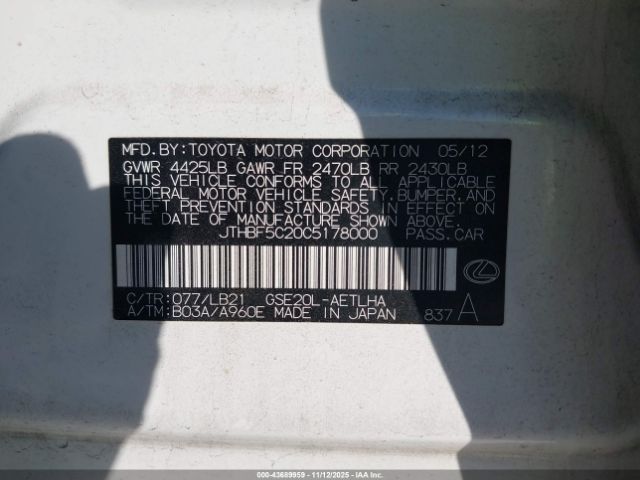 MFD.BY:TOYOTA MOTOR CORPORATION 05/12
GVWR 4425LB GAWR FR 2470LB RR 2430LB
THIS VEHICLE CONFORMS TO ALL APPLICABLE
FEDERAL MOTOR VEHICLE SAFETY,BUMPER,AND
THEFT PREVENTION STANDARDS IN EFFECT ON
THE DATE OF MANUFACTURE SHOWN ABOVE.
JTHBF5C20C5178000 PASS.CAR
C/TR:077/LB21 GSE20L-AETLHA
A/TM:B03A/A960E MADE IN JAPAN 837 A
000-43689959 - 11/12/2025 - IAAI.COM